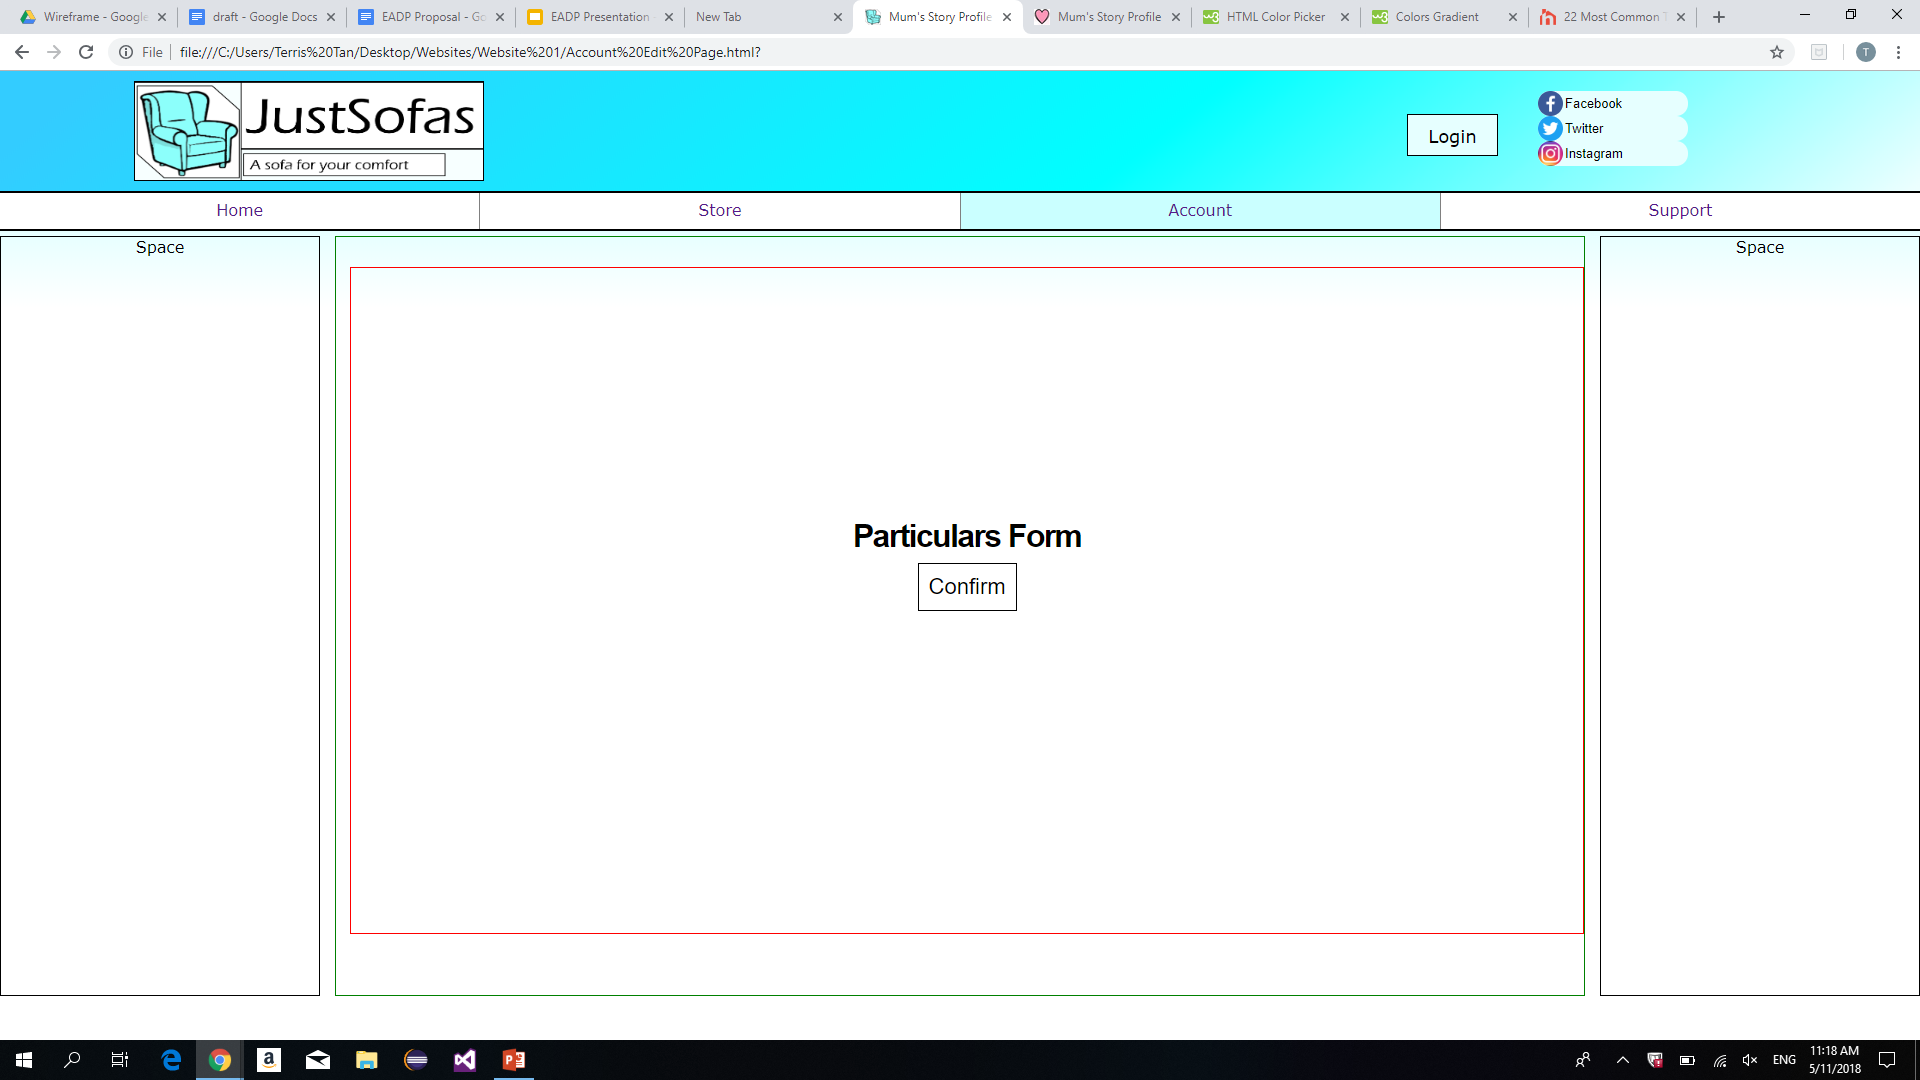 Wireframe - Google
draft - Google Docs
EADP Proposal - Go
EADP Presentation
New Tab
Mum's Story Profile
Mum's Story Profile
HTML Color Picker
Colors Gradient
22 Most Common T
File
file:///C:/Users/Terris%20Tan/Desktop/Websites/Website%201/Account%20Edit%20Page.html?
T
JustSofas
A sofa for your comfort
Login
Facebook
Twitter
Instagram
Home
Store
Account
Support
Space
Space
Particulars Form
Confirm
ENG
11:18 AM
5/11/2018